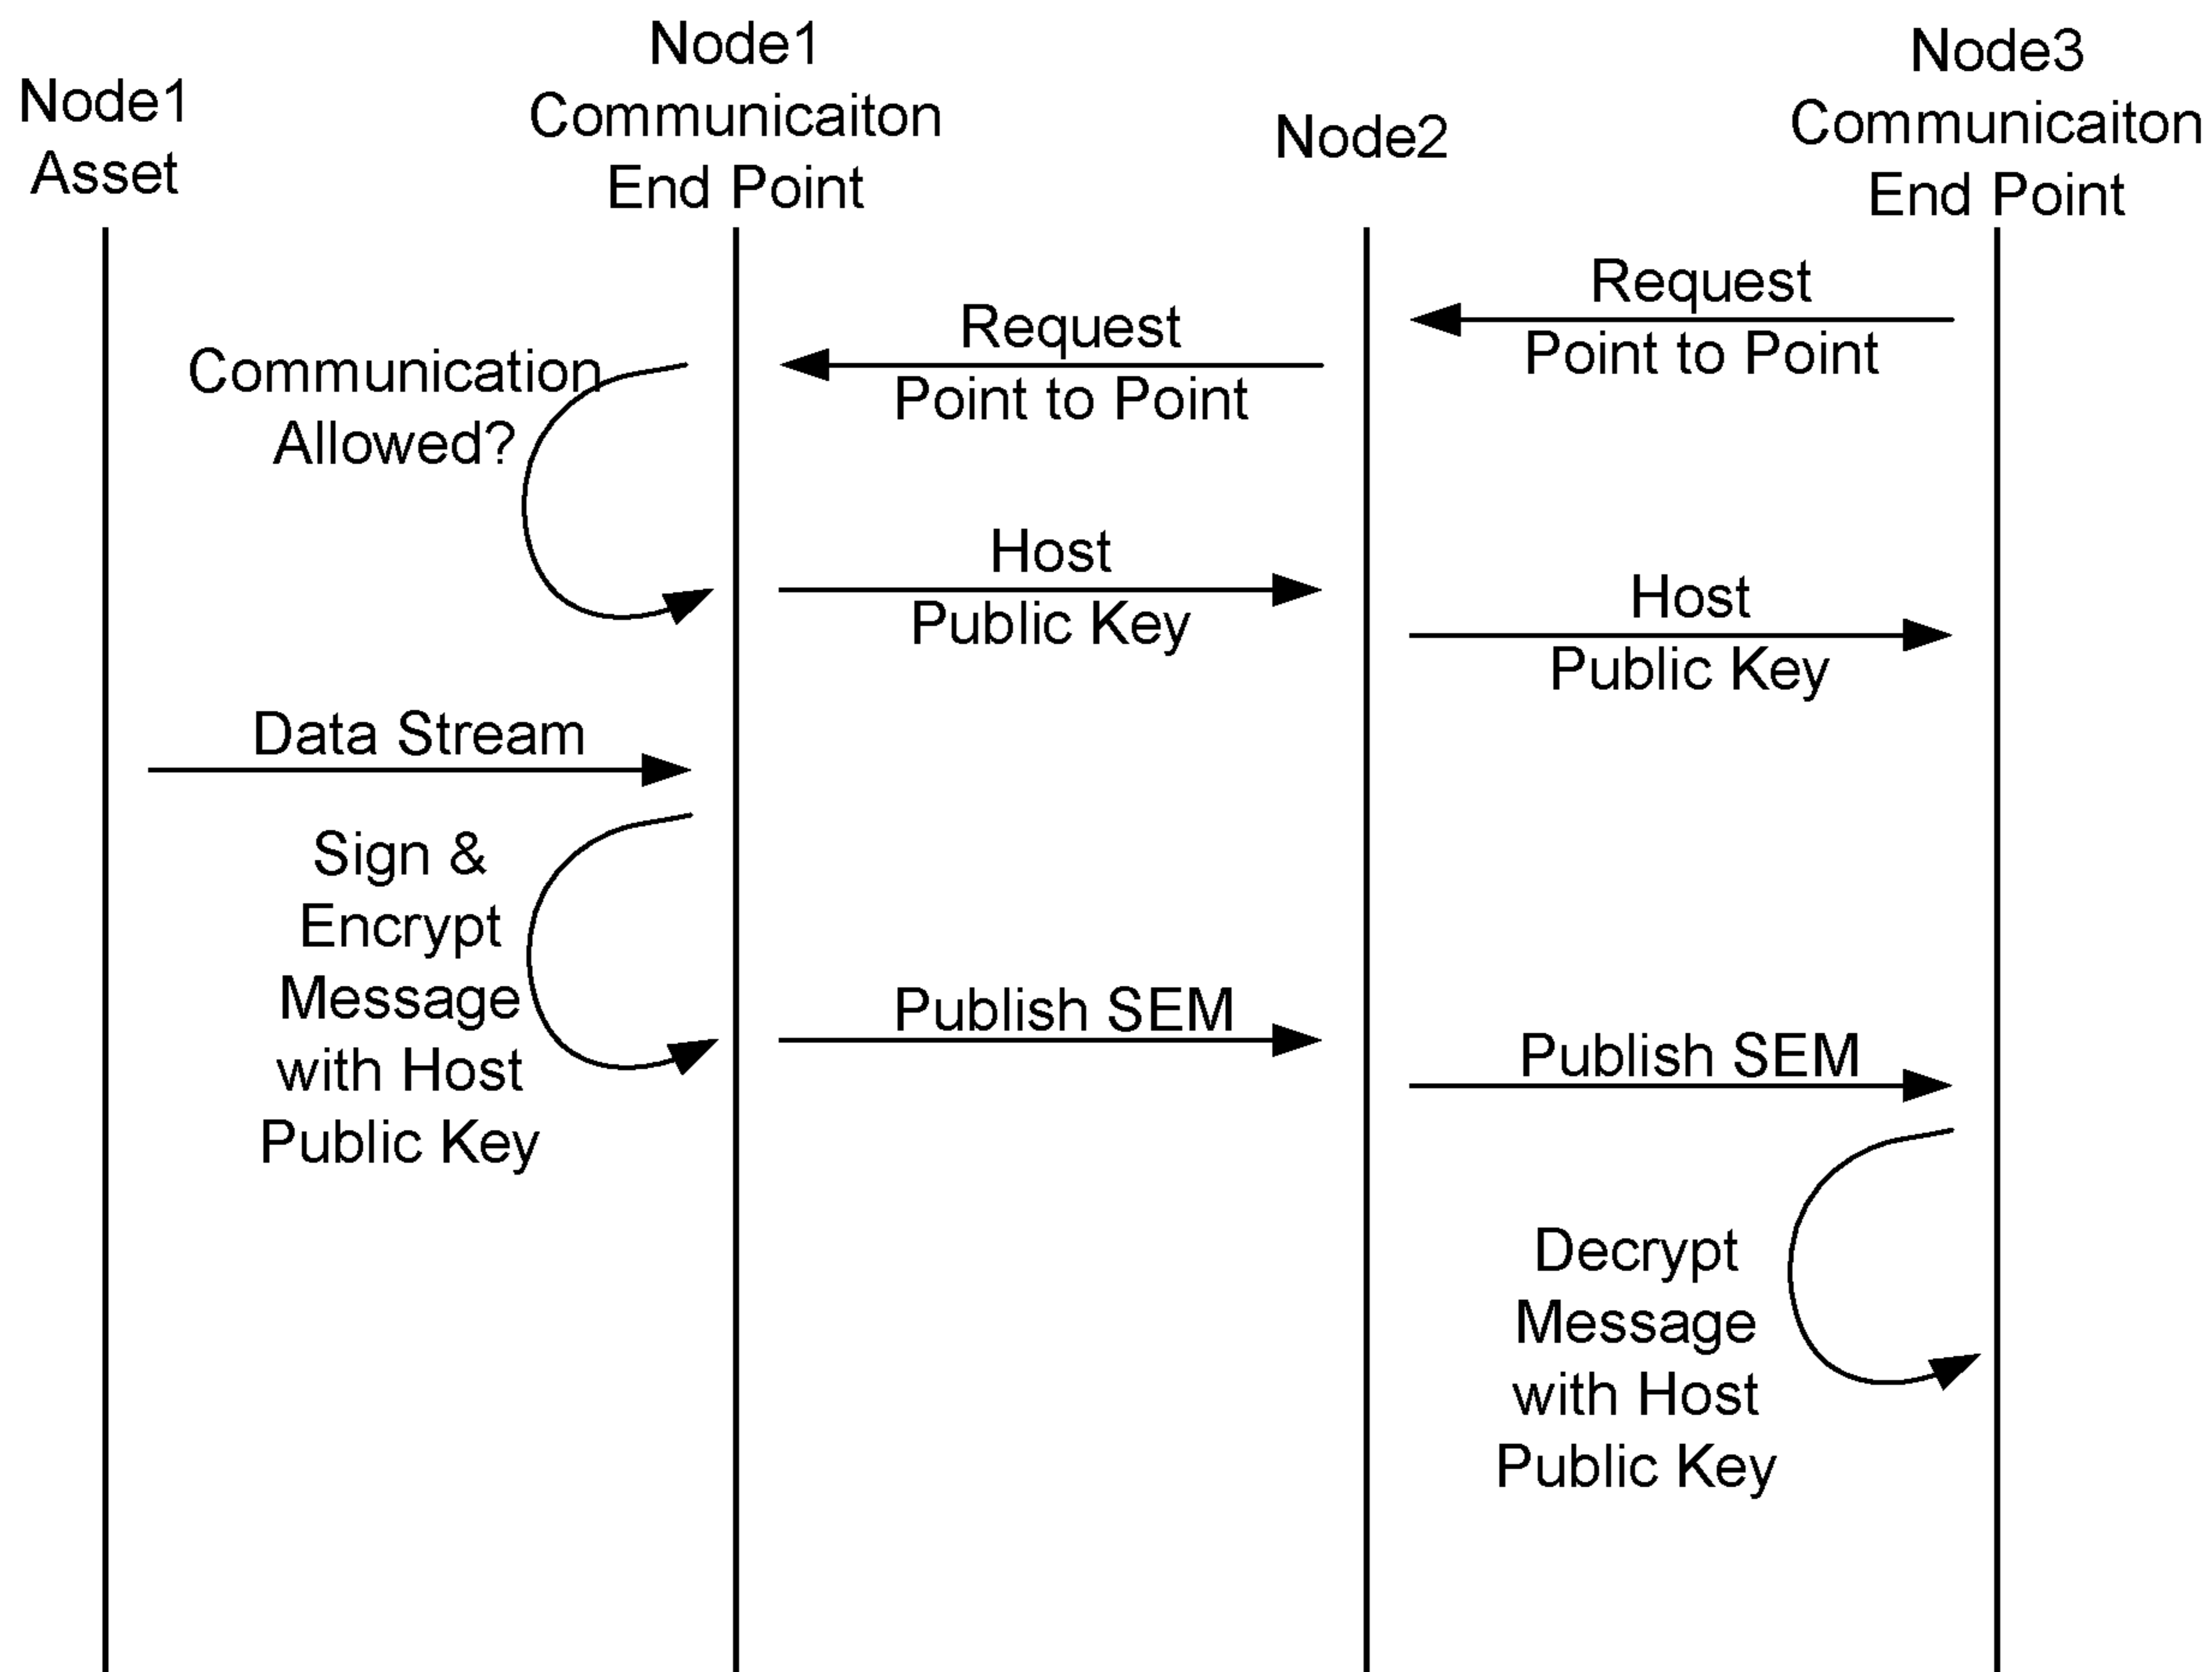 Node1
Asset
Node1
Communicaiton
End Point
Node2
Node3
Communicaiton
End Point
Request
Point to Point
Request
Point to Point
Communication
Allowed?
Host
Public Key
Host
Public Key
Data Stream
Sign &
Encrypt
Message
with Host
Public Key
Publish SEM
Publish SEM
Decrypt
Message
with Host
Public Key